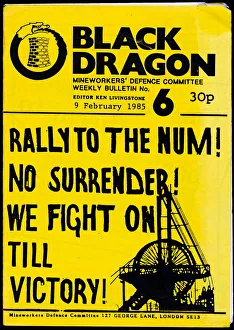 BLACK
DRAGON
MINEWORKERS' DEFENCE COMMITTEE
WEEKLY BULLETIN No.
EDITOR KEN LIVINGSTONE
9 February 1985
6
30p
RALLY TO THE NUM!
NO SURRENDER!
WE FIGHT ON
TILL
VICTORY!
Mineworkers Defence Committee 127 GEORGE LANE, LONDON SE13